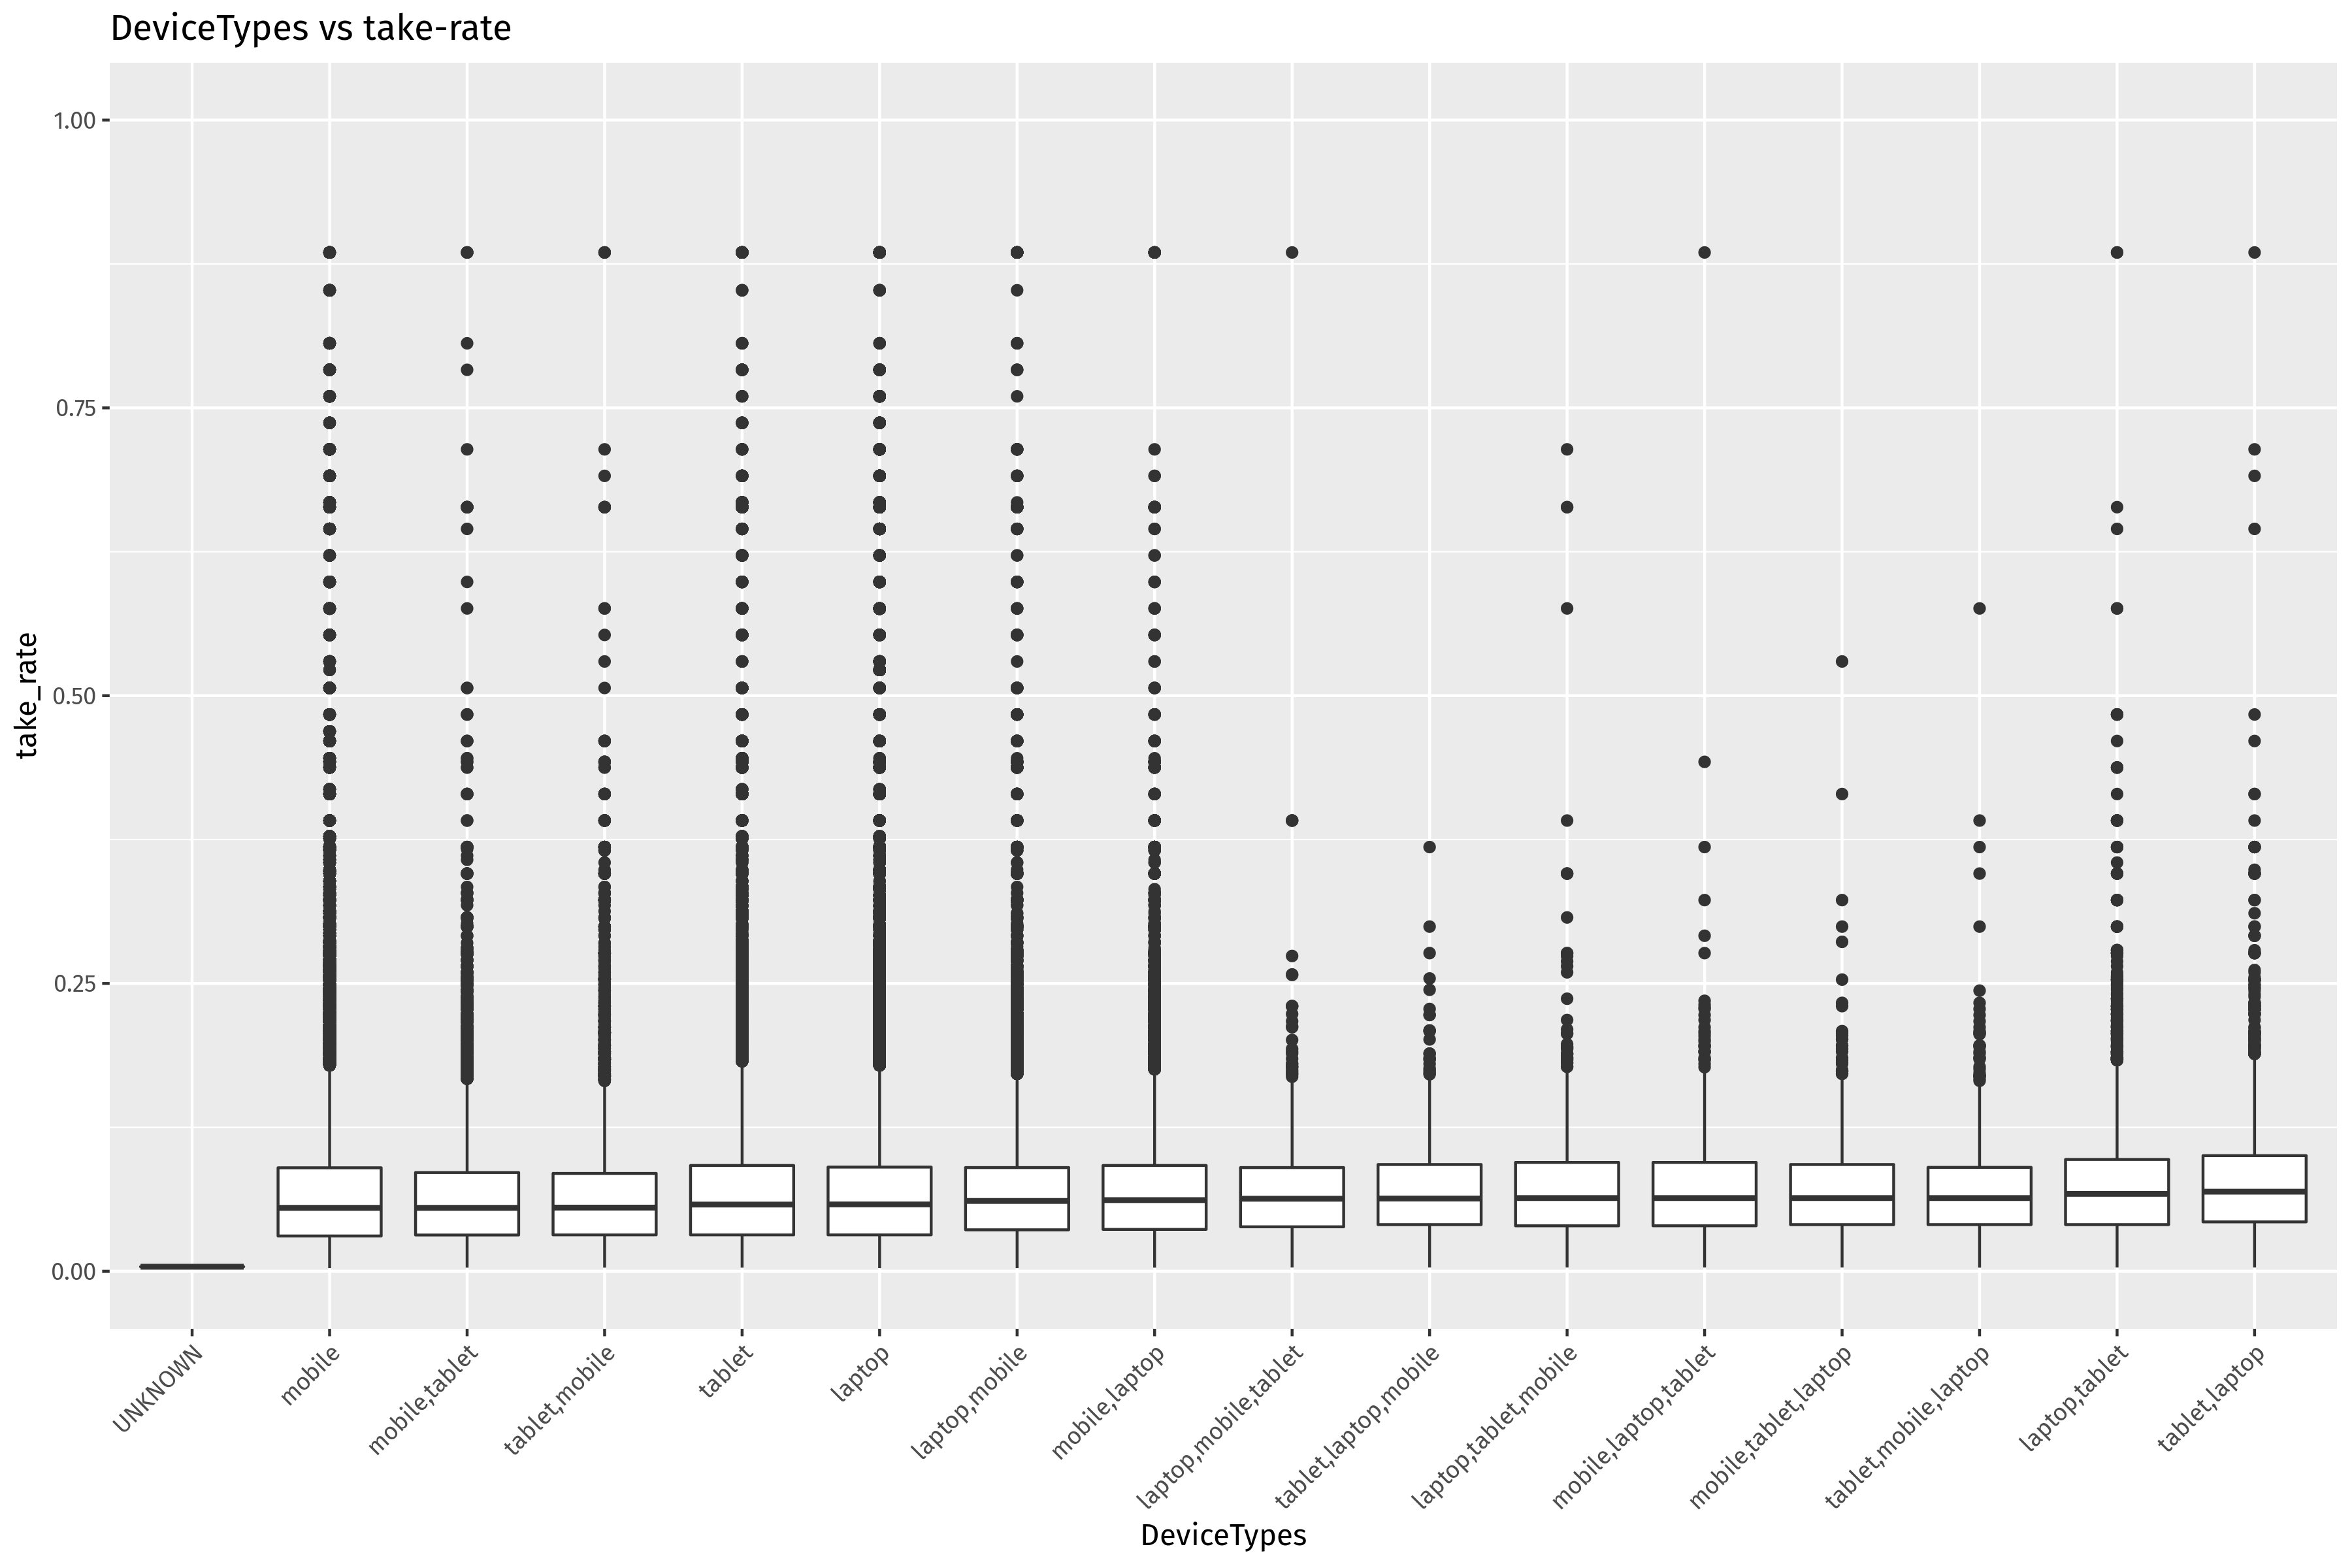 DeviceTypes vs take-rate
1.00
0.75
0.50
0.25
0.00
take_rate
UNKNOWN
mobile
mobile,tablet
tablet,mobile
tablet
laptop
laptop,mobile
mobile,laptop
laptop,mobile,tablet
tablet,laptop,mobile
laptop,tablet,mobile
mobile,laptop,tablet
mobile,tablet,laptop
tablet,mobile,laptop
laptop,tablet
tablet,laptop
DeviceTypes